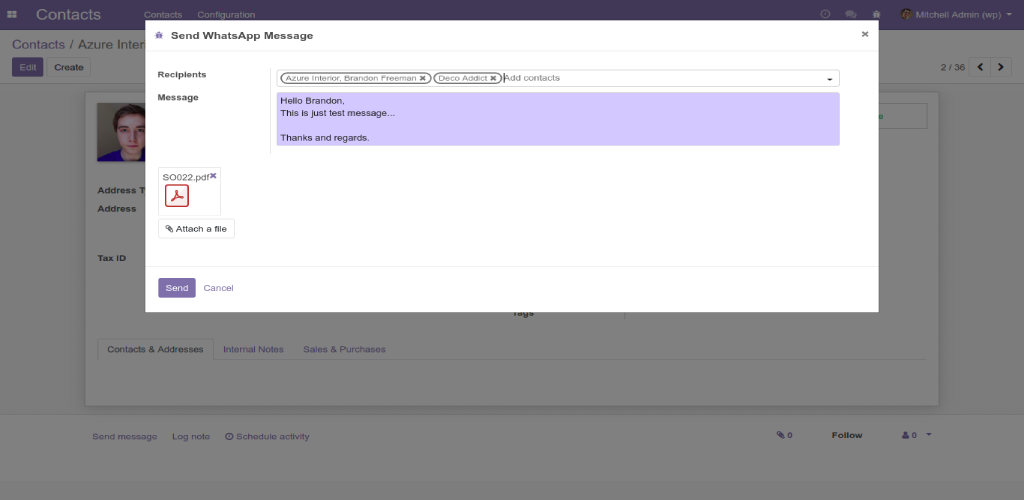 Contacts Contacts Configuration Mitchell Admin (wp)
Contacts / Azure Inter
Edit Create 2 / 36
Send WhatsApp Message ×
Recipients Azure Interior, Brandon Freeman × Deco Addict × Add contacts
Message Hello Brandon,
This is just test message...
Thanks and regards.
SO022.pdf
Attach a file
Send Cancel
Address T
Address
Tax ID
Tags
Contacts & Addresses Internal Notes Sales & Purchases
Send message Log note Schedule activity 0 Follow 0